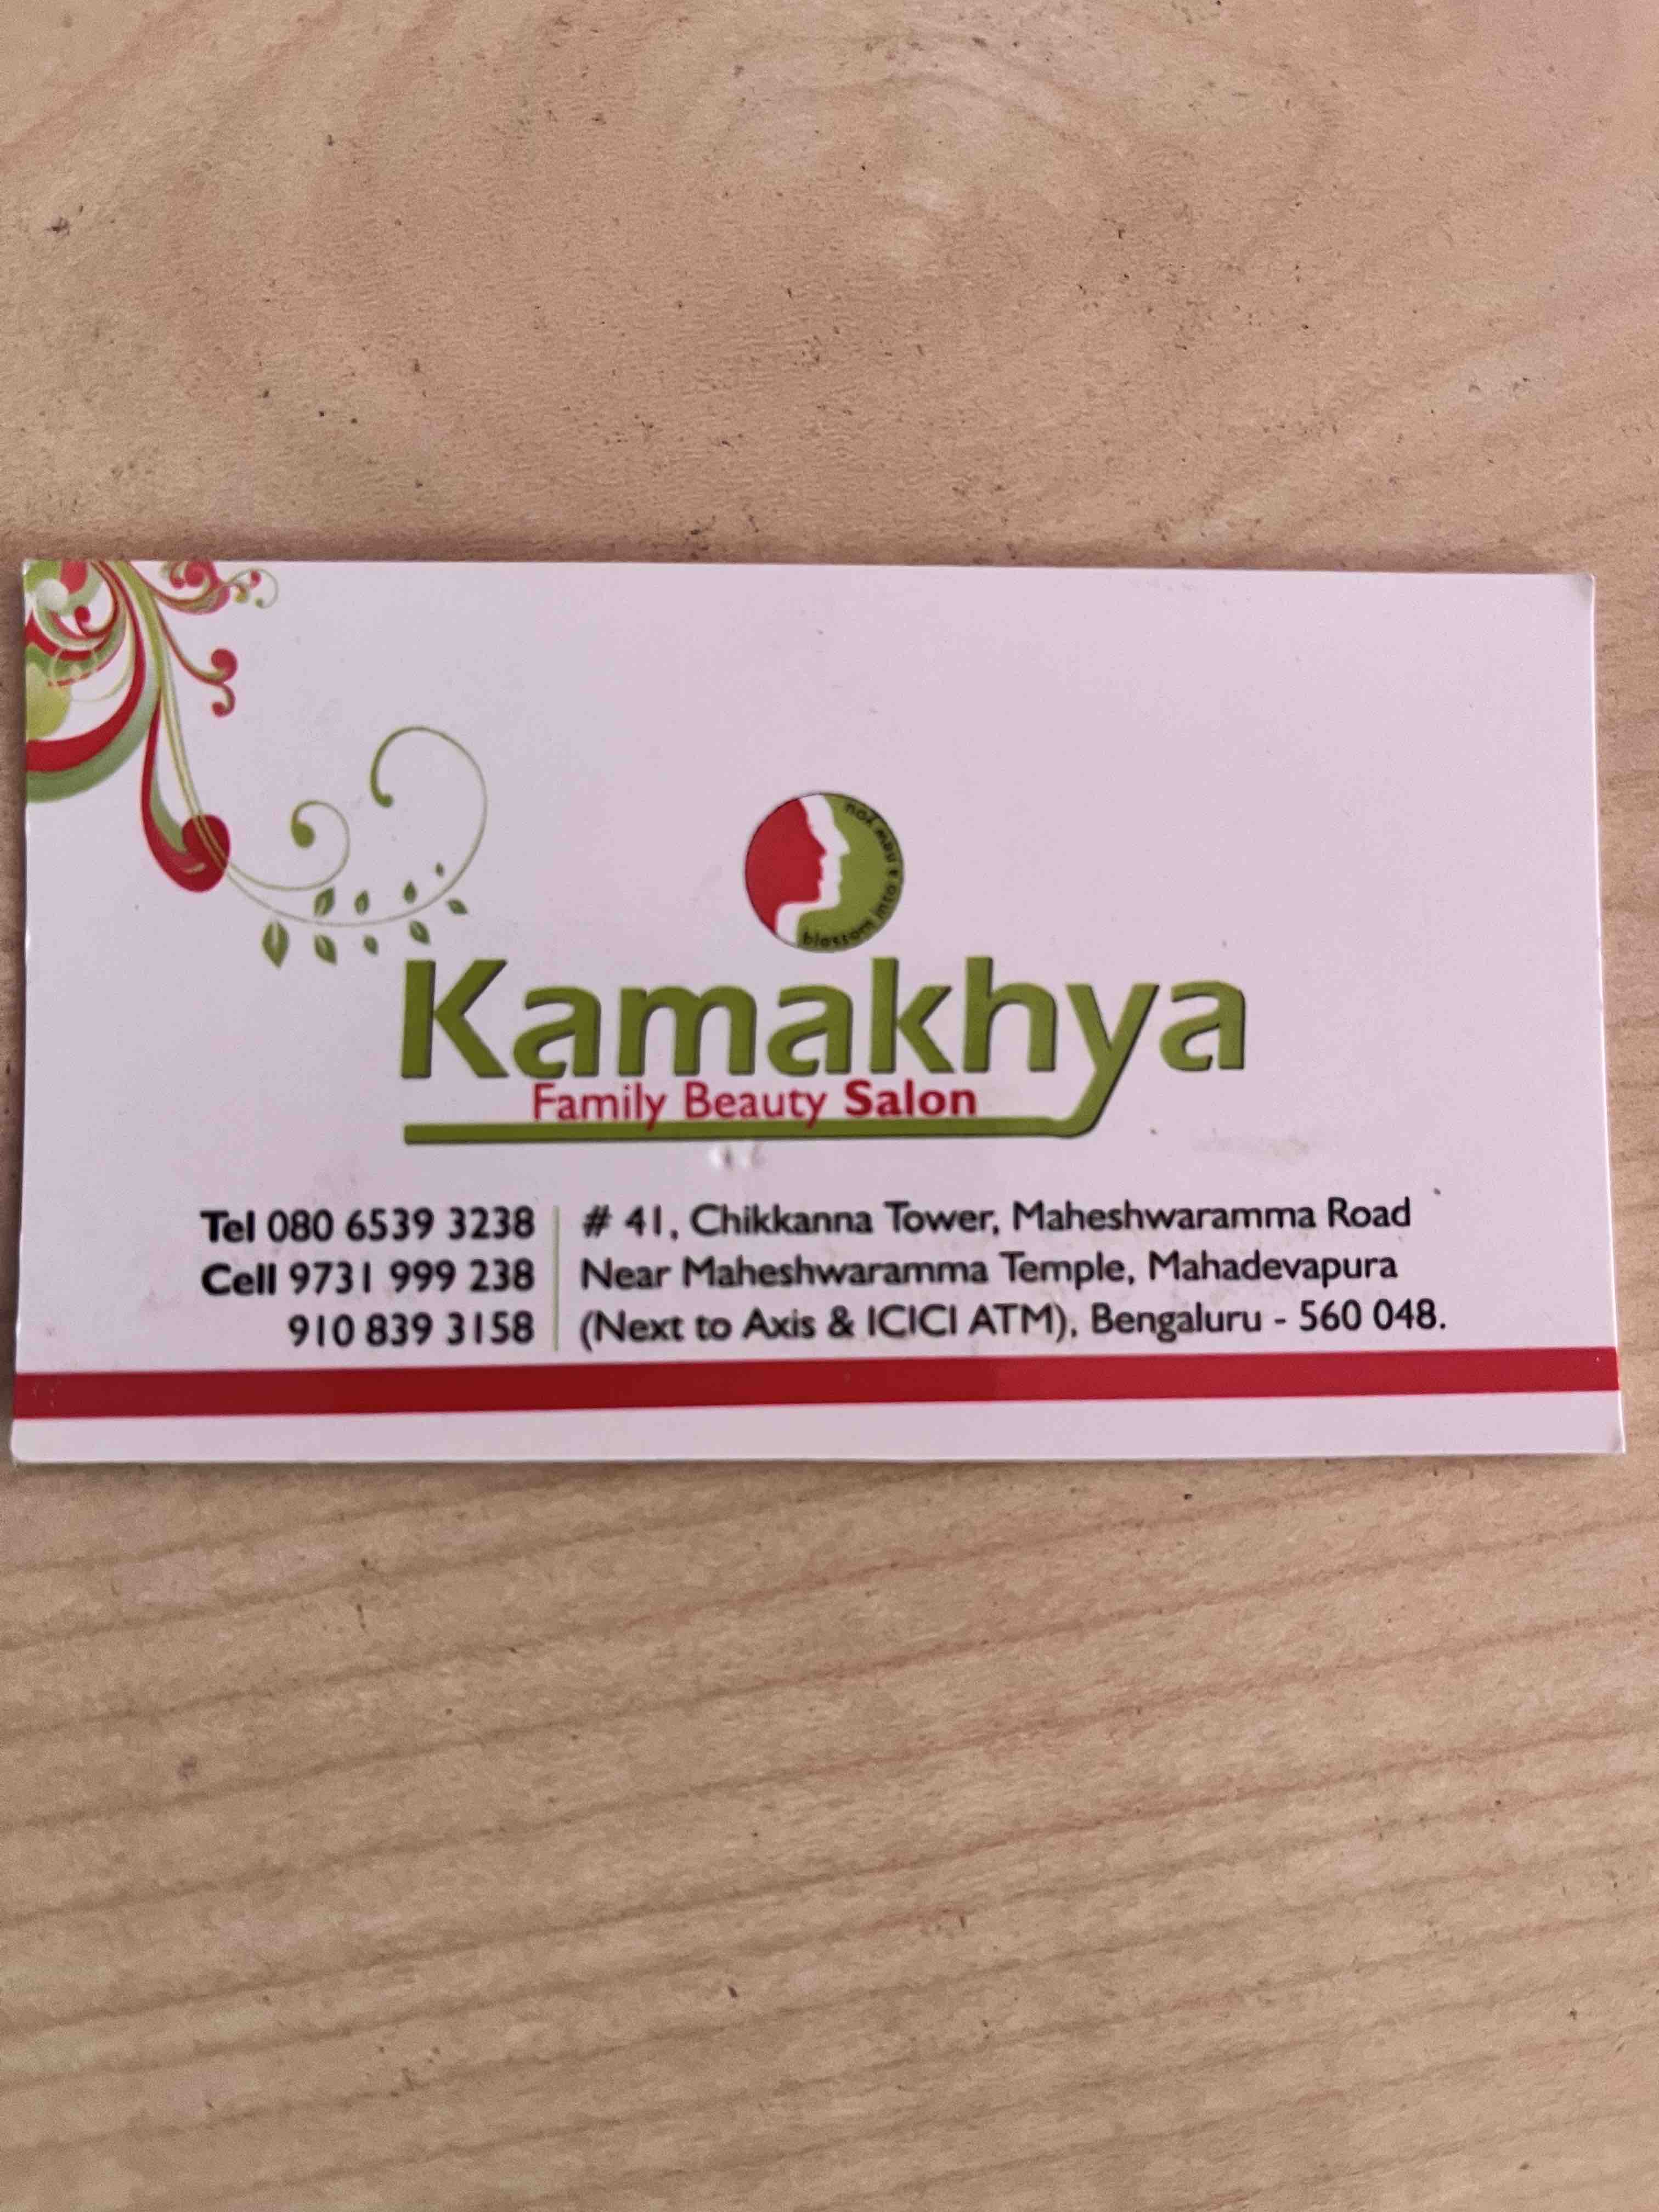 blossom into a new you
Kamakhya
Family Beauty Salon
Tel 080 6539 3238
Cell 9731 999 238
910 839 3158
# 41, Chikkanna Tower, Maheshwaramma Road
Near Maheshwaramma Temple, Mahadevapura
(Next to Axis & ICICI ATM), Bengaluru - 560 048.